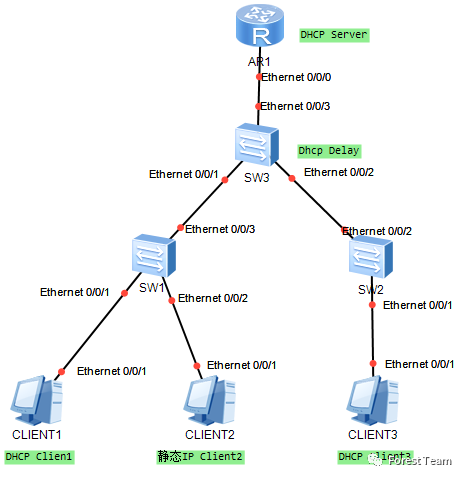 DHCP Server
R
AR1
Ethernet 0/0/0
Ethernet 0/0/3
Dhcp Delay
SW3
Ethernet 0/0/1
Ethernet 0/0/2
Ethernet 0/0/3
Ethernet 0/0/2
SW1
SW2
Ethernet 0/0/1
Ethernet 0/0/2
Ethernet 0/0/1
Ethernet 0/0/1
Ethernet 0/0/1
Ethernet 0/0/1
CLIENT1
CLIENT2
CLIENT3
DHCP Clien1
静态IP Client2
DHCP Client3
ForestTeam